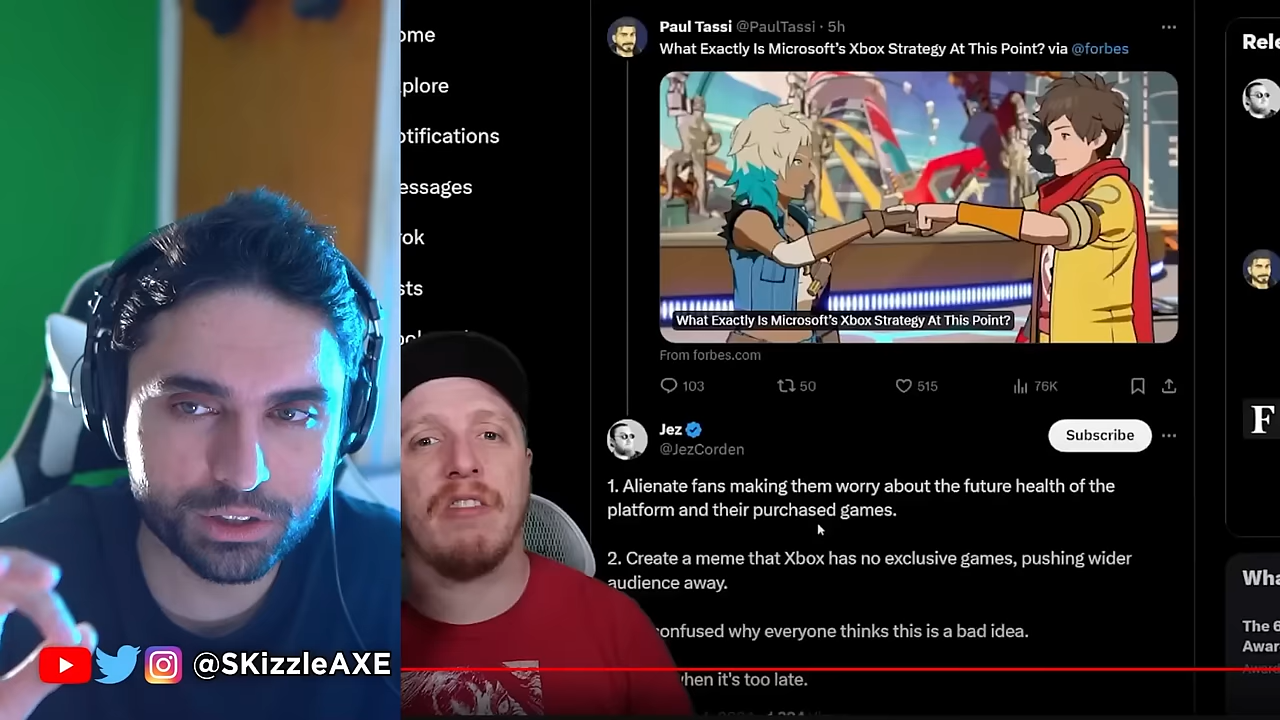 Paul Tassi @PaulTassi · 5h
What Exactly Is Microsoft's Xbox Strategy At This Point? via @forbes
What Exactly Is Microsoft's Xbox Strategy At This Point?
From forbes.com
103 50 515 76K
Jez
@JezCorden
Subscribe
1. Alienate fans making them worry about the future health of the
platform and their purchased games.
2. Create a meme that Xbox has no exclusive games, pushing wider
audience away.
confused why everyone thinks this is a bad idea.
when it's too late.
ome
plore
otifications
essages
rok
sts
Rele
F
Wha
The 6
Awar
@SKizzleAXE